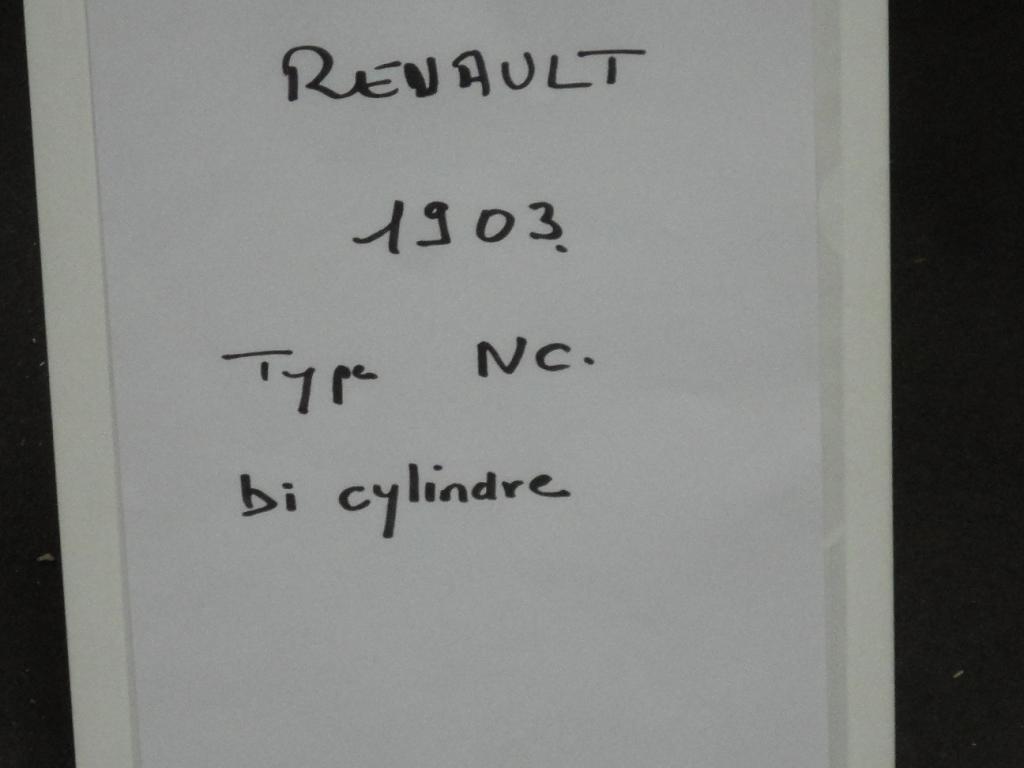 RENAULT
1903.
Type NC.
bi cylindre